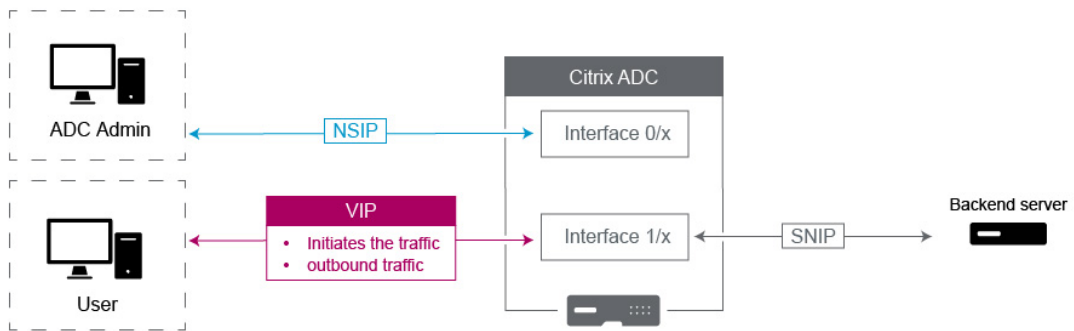 ADC Admin
NSIP
Citrix ADC
Interface 0/x
User
VIP
• Initiates the traffic
• outbound traffic
Interface 1/x
SNIP
Backend server